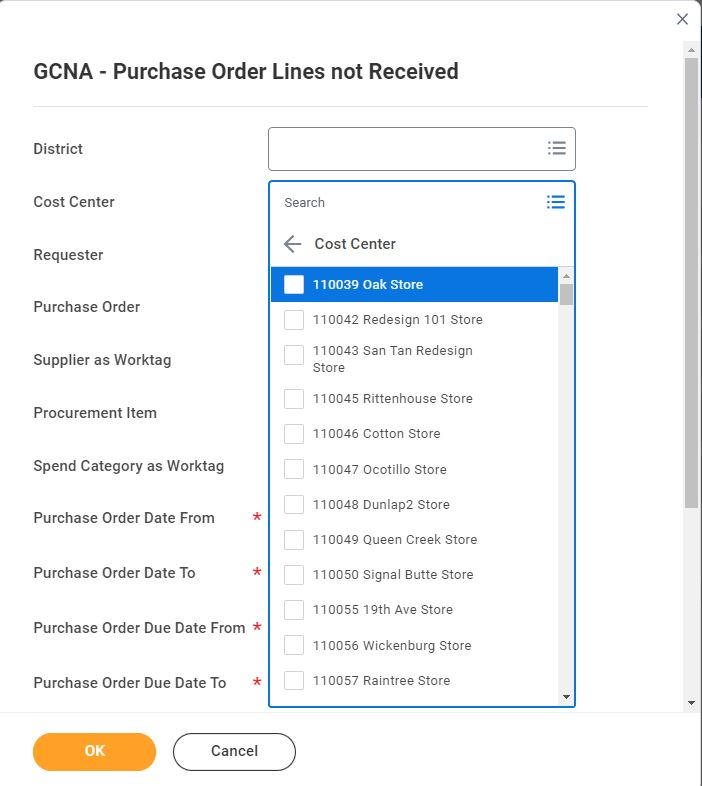 GCNA - Purchase Order Lines not Received
District
Cost Center
Search
Cost Center
Requester
110039 Oak Store
Purchase Order
110042 Redesign 101 Store
Supplier as Worktag
110043 San Tan Redesign
Store
110045 Rittenhouse Store
Procurement Item
110046 Cotton Store
Spend Category as Worktag
110047 Ocotillo Store
110048 Dunlap2 Store
Purchase Order Date From *
110049 Queen Creek Store
Purchase Order Date To *
110050 Signal Butte Store
110055 19th Ave Store
Purchase Order Due Date From *
110056 Wickenburg Store
Purchase Order Due Date To *
110057 Raintree Store
OK
Cancel